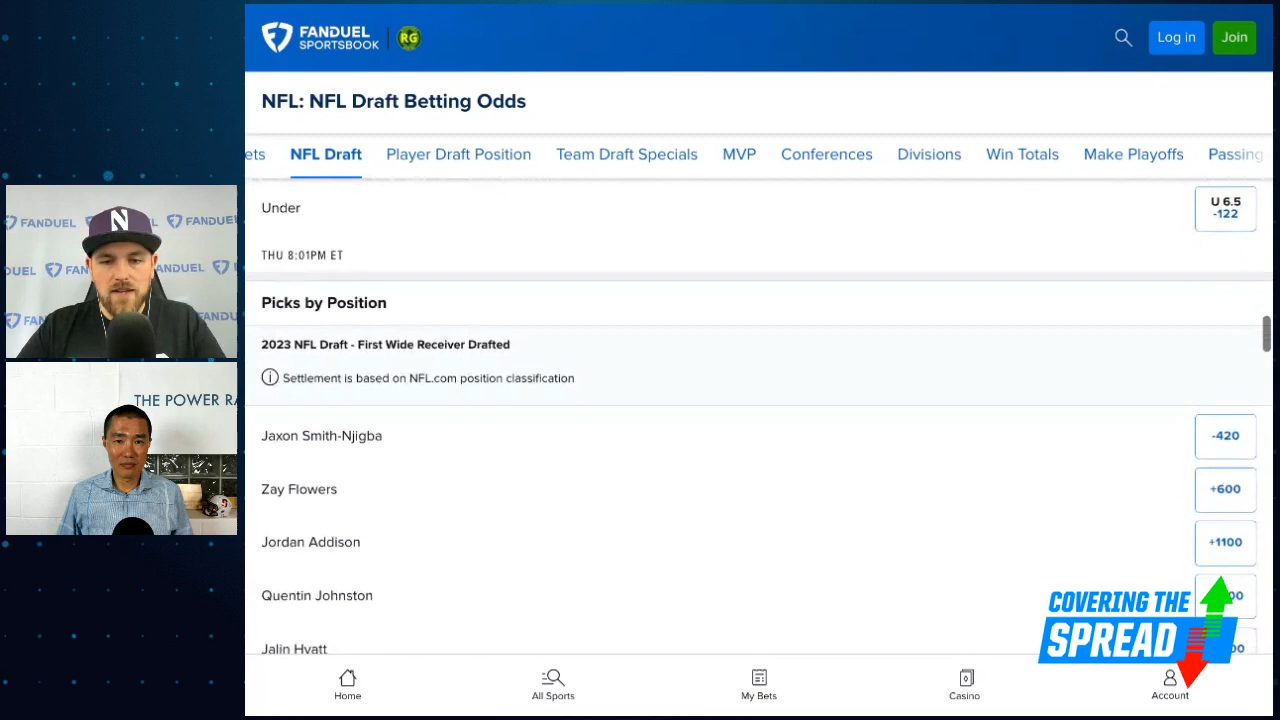 FANDUEL
SPORTSBOOK
RG
Log in
Join
NFL: NFL Draft Betting Odds
ets NFL Draft Player Draft Position Team Draft Specials MVP Conferences Divisions Win Totals Make Playoffs Passing
Under
U 6.5
-122
THU 8:01PM ET
Picks by Position
2023 NFL Draft - First Wide Receiver Drafted
Settlement is based on NFL.com position classification
Jaxon Smith-Njigba
-420
Zay Flowers
+600
Jordan Addison
+1100
Quentin Johnston
Jalin Hyatt
COVERING THE
SPREAD
Home
All Sports
My Bets
Casino
Account
FANDUEL
FANDUEL
N
DUEL
FANDUEL
THE POWER RA